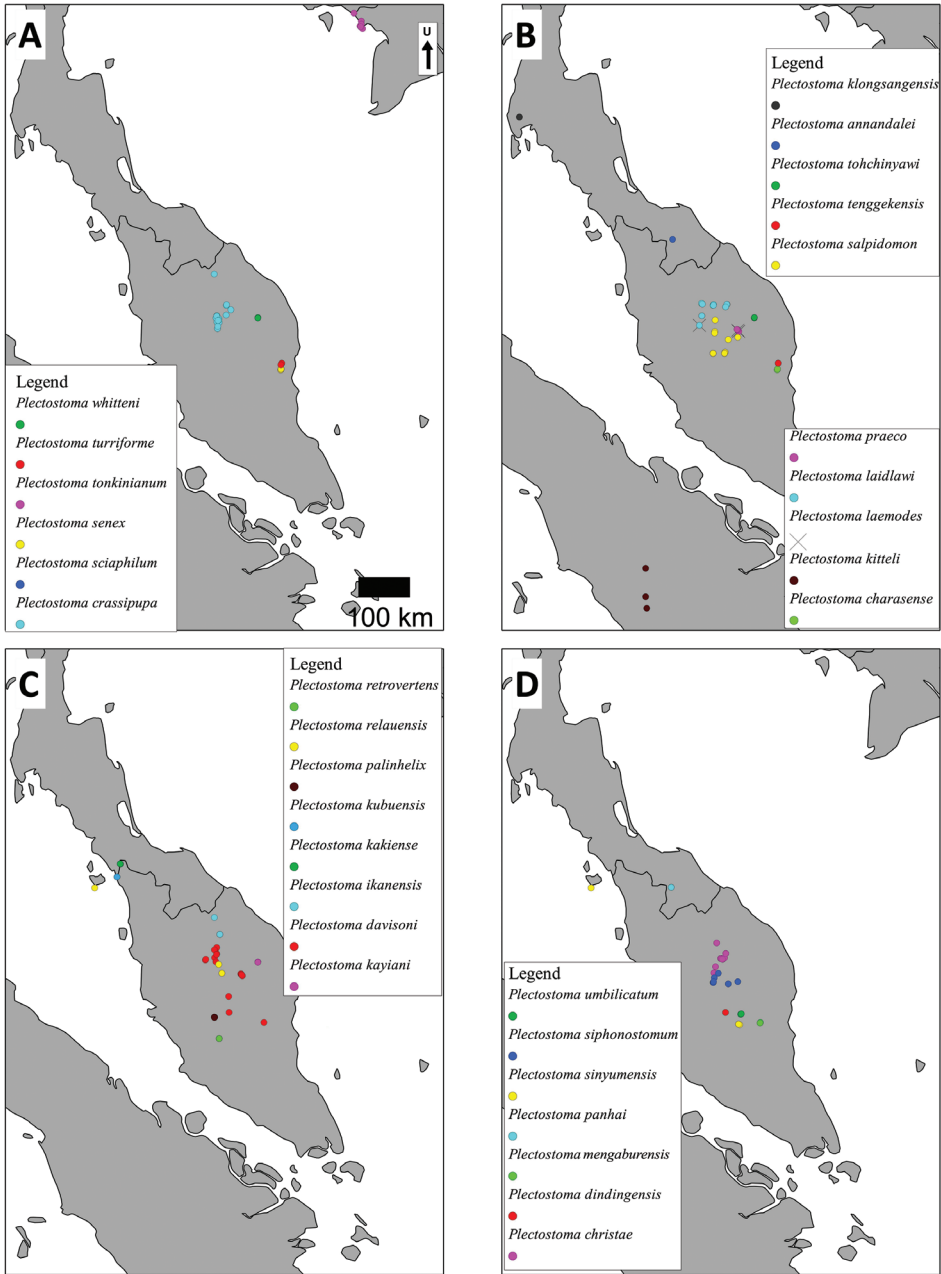 A
U
Legend
Plectostoma whitteni
Plectostoma turriforme
Plectostoma tonkinianum
Plectostoma senex
Plectostoma sciaphilum
Plectostoma crassipupa
100 km
B
Legend
Plectostoma klongsangensis
Plectostoma annandalei
Plectostoma tohchinyawi
Plectostoma tenggekensis
Plectostoma salpidomon
Plectostoma praeco
Plectostoma laidlawi
Plectostoma laemodes
Plectostoma kitteli
Plectostoma charasense
C
Legend
Plectostoma retrovertens
Plectostoma relauensis
Plectostoma palinhelix
Plectostoma kubuensis
Plectostoma kakiense
Plectostoma ikanensis
Plectostoma davisoni
Plectostoma kayiani
D
Legend
Plectostoma umbilicatum
Plectostoma siphonostomum
Plectostoma sinyumensis
Plectostoma panhai
Plectostoma mengaburensis
Plectostoma dindingensis
Plectostoma christae